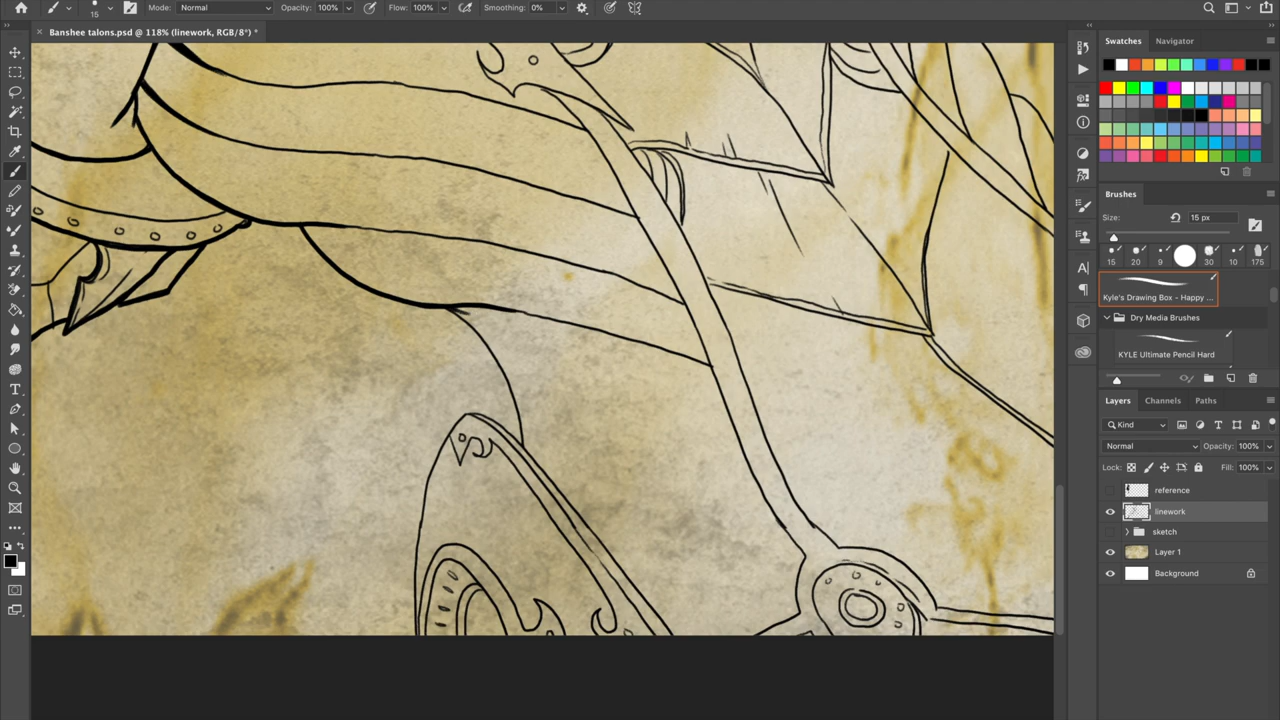 15
Mode: Normal
Opacity: 100%
Flow: 100%
Smoothing: 0%
Banshee talons.psd @ 118% (linework, RGB/8*) *
Swatches
Navigator
Brushes
Size:
15 px
15 20 9 30 10 175
Kyle's Drawing Box - Happy ...
Dry Media Brushes
KYLE Ultimate Pencil Hard
Layers
Channels
Paths
Kind
Normal
Opacity: 100%
Lock:
Fill: 100%
reference
linework
sketch
Layer 1
Background